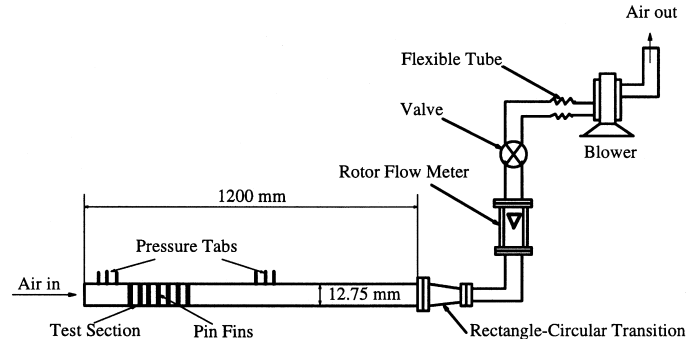 Air out
Flexible Tube
Valve
Blower
Rotor Flow Meter
1200 mm
Pressure Tabs
Air in
12.75 mm
Test Section
Pin Fins
Rectangle-Circular Transition